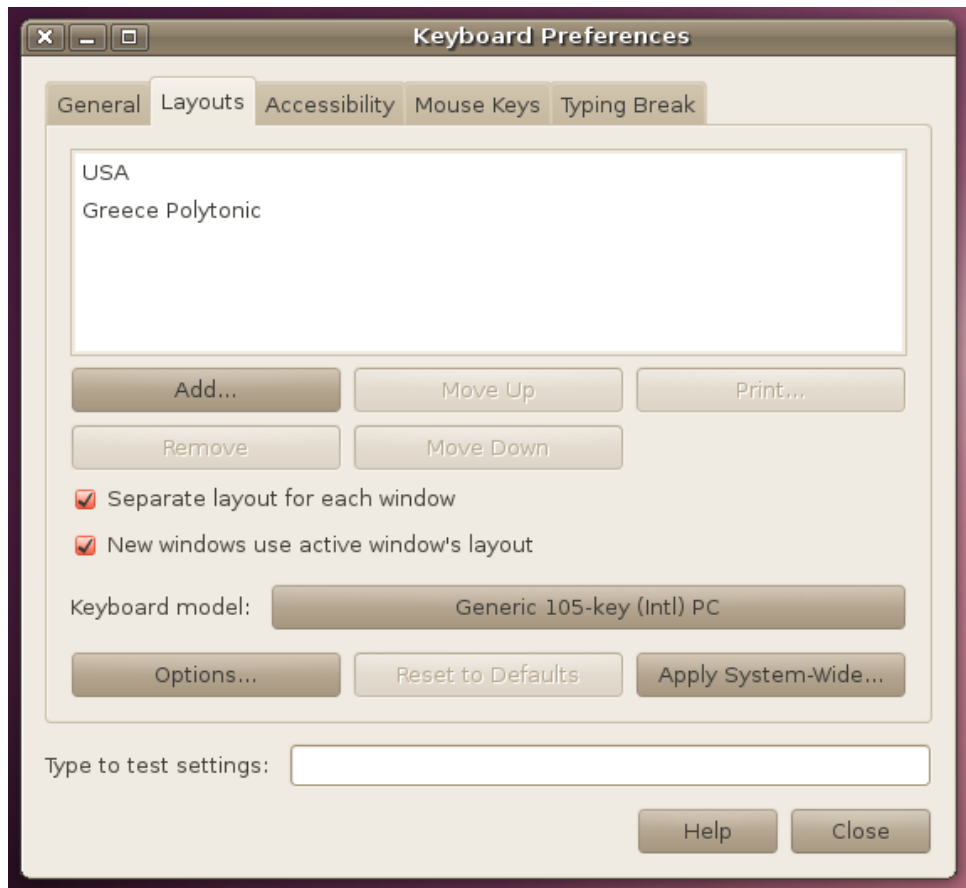 Keyboard Preferences
General Layouts Accessibility Mouse Keys Typing Break
USA
Greece Polytonic
Add... Move Up Print...
Remove Move Down
Separate layout for each window
New windows use active window's layout
Keyboard model: Generic 105-key (Intl) PC
Options... Reset to Defaults Apply System-Wide...
Type to test settings:
Help Close